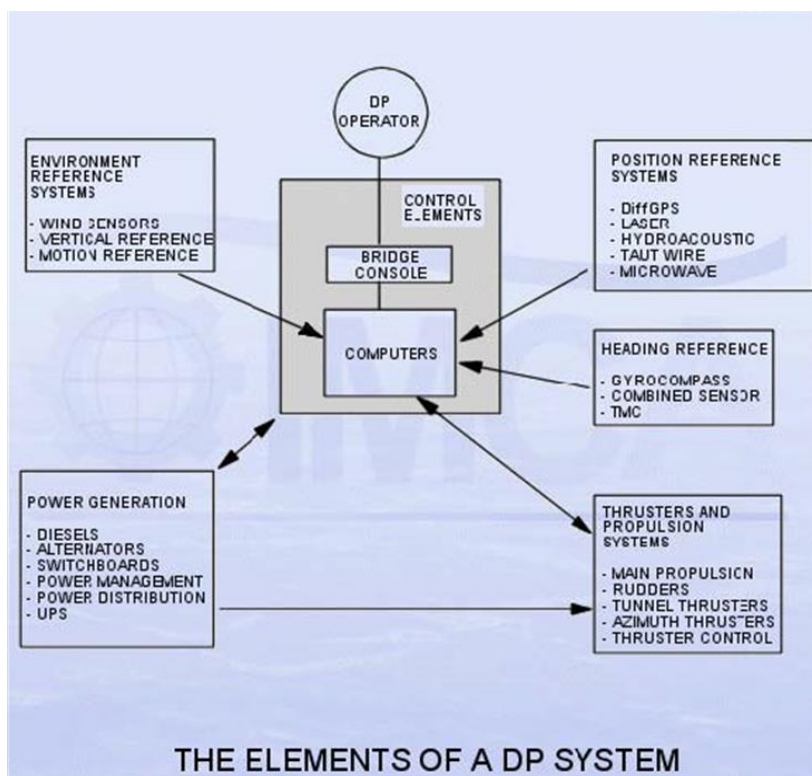 DP
OPERATOR
ENVIRONMENT
REFERENCE
SYSTEMS
- WIND SENSORS
- VERTICAL REFERENCE
- MOTION REFERENCE
CONTROL
ELEMENTS
BRIDGE
CONSOLE
COMPUTERS
POSITION REFERENCE
SYSTEMS
- DiffGPS
- LASER
- HYDROACOUSTIC
- TAUT WIRE
- MICROWAVE
HEADING REFERENCE
- GYROCOMPASS
- COMBINED SENSOR
- TMC
IMCA
POWER GENERATION
- DIESELS
- ALTERNATORS
- SWITCHBOARDS
- POWER MANAGEMENT
- POWER DISTRIBUTION
- UPS
THRUSTERS AND
PROPULSION
SYSTEMS
- MAIN PROPULSION
- RUDDERS
- TUNNEL THRUSTERS
- AZIMUTH THRUSTERS
- THRUSTER CONTROL
THE ELEMENTS OF A DP SYSTEM